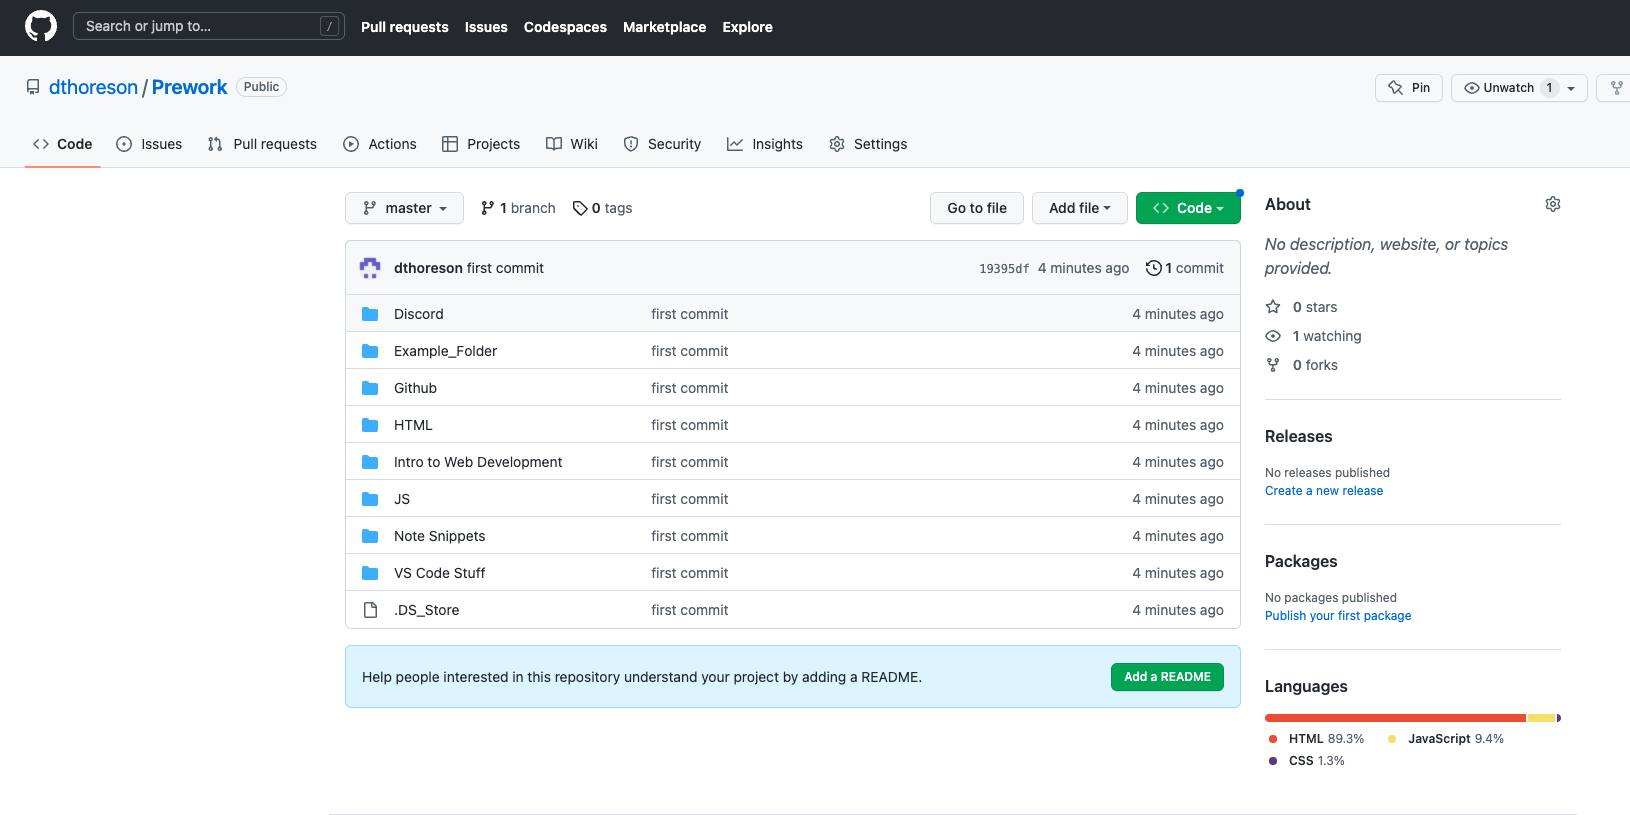 Search or jump to... /
Pull requests Issues Codespaces Marketplace Explore
dthoreson / Prework Public
Pin Unwatch 1
Code Issues Pull requests Actions Projects Wiki Security Insights Settings
master 1 branch 0 tags Go to file Add file Code
dthoreson first commit 19395df 4 minutes ago 1 commit
Discord first commit 4 minutes ago
Example_Folder first commit 4 minutes ago
Github first commit 4 minutes ago
HTML first commit 4 minutes ago
Intro to Web Development first commit 4 minutes ago
JS first commit 4 minutes ago
Note Snippets first commit 4 minutes ago
VS Code Stuff first commit 4 minutes ago
.DS_Store first commit 4 minutes ago
Help people interested in this repository understand your project by adding a README. Add a README
About
No description, website, or topics
provided.
0 stars
1 watching
0 forks
Releases
No releases published
Create a new release
Packages
No packages published
Publish your first package
Languages
HTML 89.3% JavaScript 9.4%
CSS 1.3%